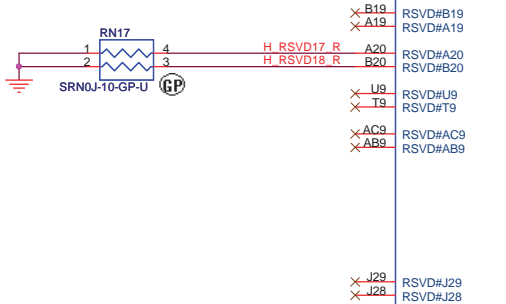 B19 RSVD#B19
A19 RSVD#A19
RN17
1 4 H_RSVD17_R A20 RSVD#A20
2 3 H_RSVD18_R B20 RSVD#B20
SRN0J-10-GP-U GP
U9 RSVD#U9
T9 RSVD#T9
AC9 RSVD#AC9
AB9 RSVD#AB9
J29 RSVD#J29
J28 RSVD#J28